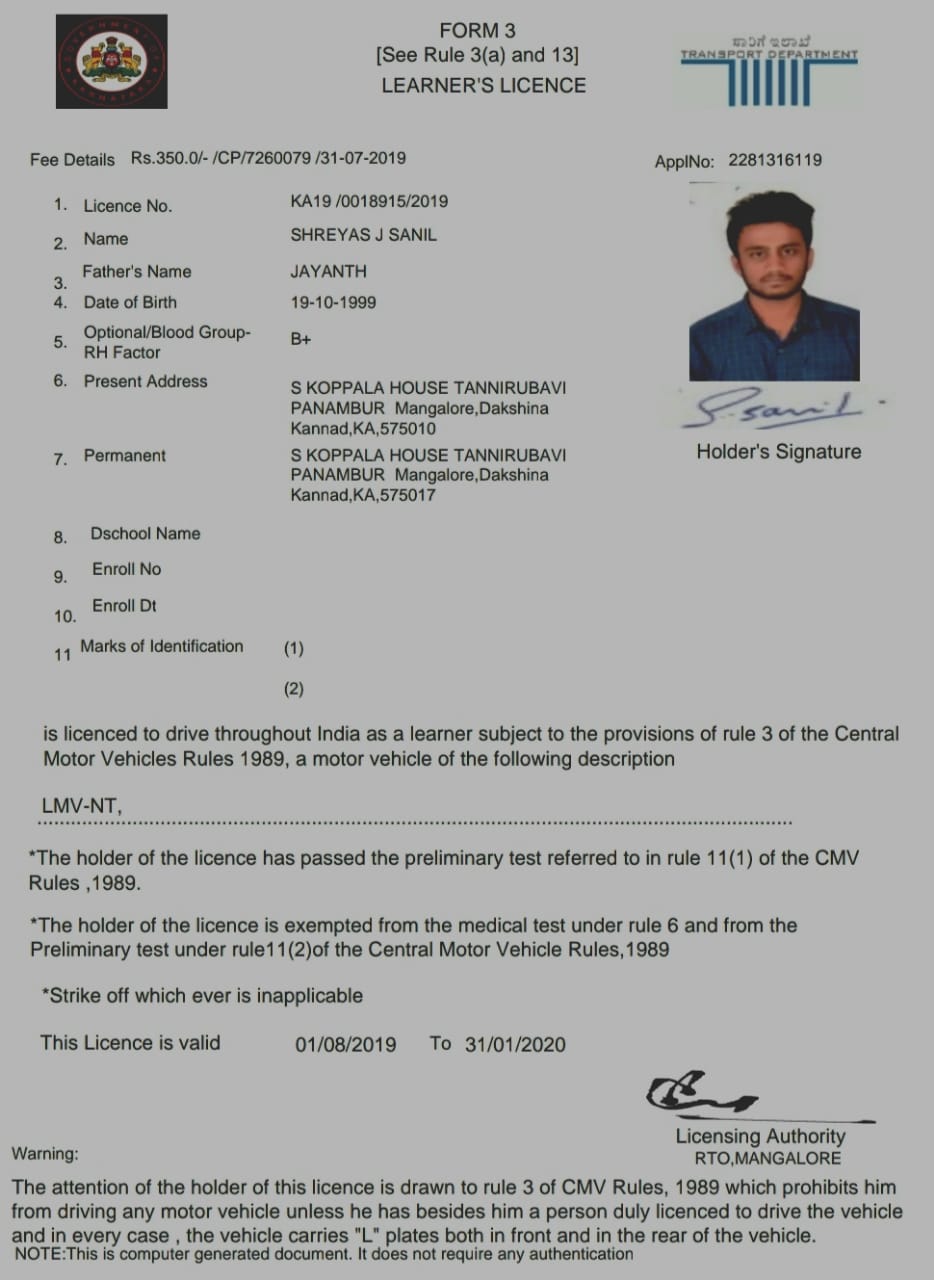 FORM 3
[See Rule 3(a) and 13]
LEARNER'S LICENCE
ಸಾರಿಗೆ ಇಲಾಖೆ
TRANSPORT DEPARTMENT
Fee Details Rs.350.0/- /CP/7260079 /31-07-2019
ApplNo: 2281316119
1. Licence No. KA19 /0018915/2019
2. Name SHREYAS J SANIL
3. Father's Name JAYANTH
4. Date of Birth 19-10-1999
5. Optional/Blood Group-
RH Factor B+
6. Present Address S KOPPALA HOUSE TANNIRUBAVI
PANAMBUR Mangalore,Dakshina
Kannad,KA,575010
S.sanil
Holder's Signature
7. Permanent S KOPPALA HOUSE TANNIRUBAVI
PANAMBUR Mangalore,Dakshina
Kannad,KA,575017
8. Dschool Name
9. Enroll No
10. Enroll Dt
11 Marks of Identification (1)
(2)
is licenced to drive throughout India as a learner subject to the provisions of rule 3 of the Central
Motor Vehicles Rules 1989, a motor vehicle of the following description
LMV-NT,
*The holder of the licence has passed the preliminary test referred to in rule 11(1) of the CMV
Rules ,1989.
*The holder of the licence is exempted from the medical test under rule 6 and from the
Preliminary test under rule11(2)of the Central Motor Vehicle Rules,1989
*Strike off which ever is inapplicable
This Licence is valid 01/08/2019 To 31/01/2020
Licensing Authority
RTO,MANGALORE
Warning:
The attention of the holder of this licence is drawn to rule 3 of CMV Rules, 1989 which prohibits him
from driving any motor vehicle unless he has besides him a person duly licenced to drive the vehicle
and in every case , the vehicle carries "L" plates both in front and in the rear of the vehicle.
NOTE:This is computer generated document. It does not require any authentication